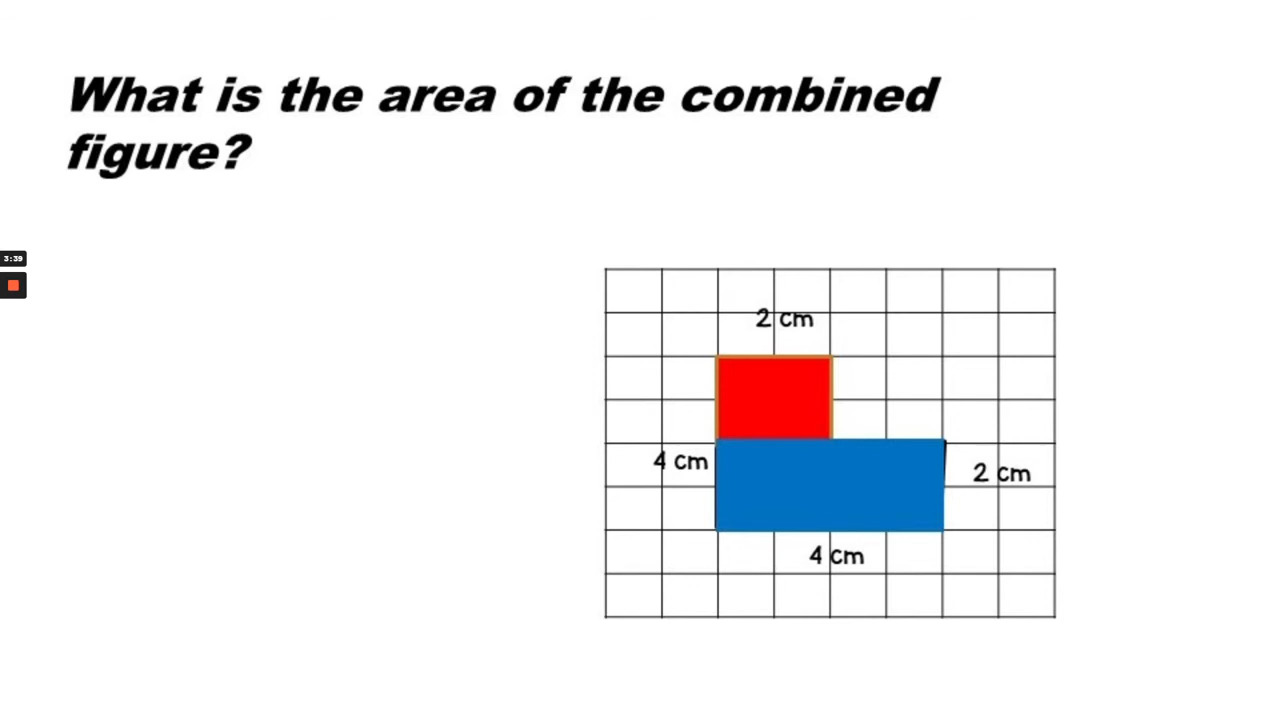 What is the area of the combined
figure?
3:39
2 cm
4 cm
2 cm
4 cm